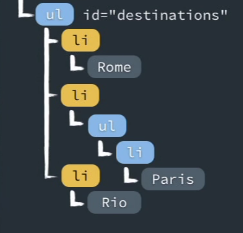 ul id="destinations"
li
Rome
li
ul
li
li Paris
Rio